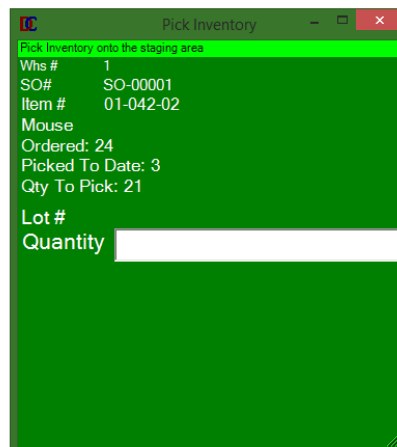 DC Pick Inventory
Pick Inventory onto the staging area
Whs # 1
SO# SO-00001
Item # 01-042-02
Mouse
Ordered: 24
Picked To Date: 3
Qty To Pick: 21
Lot #
Quantity